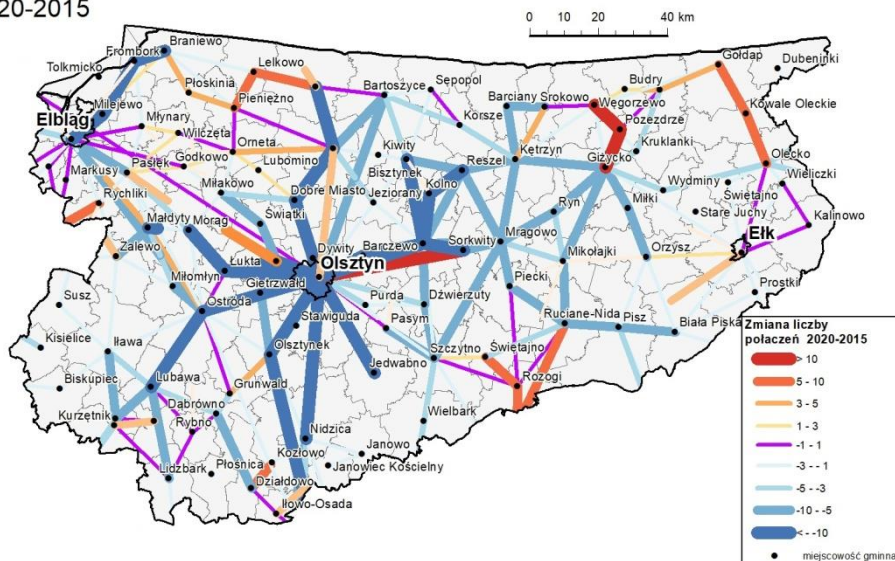 20-2015
0 10 20 40 km
Frombork
Braniewo
Tolkmicko
Lelkowo
Gołdap
Dubeninki
Płoskinia
Bartoszyce
Sępopol
Budry
Milejewo
Pieniężno
Barciany
Srokowo
Węgorzewo
Kowale Oleckie
Elbląg
Młynary
Wilczęta
Korsze
Pozezdrze
Kruklanki
Markusy
Pasłęk
Godkowo
Orneta
Lubomino
Kiwity
Bisztynek
Reszel
Kętrzyn
Giżycko
Olecko
Wieliczki
Rychliki
Miłakowo
Dobre Miasto
Jeziorany
Kolno
Wydminy
Świętajno
Małdyty
Morąg
Świątki
Ryn
Miłki
Stare Juchy
Kalinowo
Zalewo
Łukta
Dywity
Barczewo
Sorkwity
Mrągowo
Ełk
Olsztyn
Mikołajki
Orzysz
Miłomłyn
Gietrzwałd
Purda
Dźwierzuty
Piecki
Prostki
Susz
Ostróda
Stawiguda
Pasym
Ruciane-Nida
Pisz
Biała Piska
Kisielice
Iława
Olsztynek
Szczytno
Świętajno
Jedwabno
Rozogi
Biskupiec
Lubawa
Grunwald
Dąbrówno
Kurzętnik
Rybno
Wielbark
Nidzica
Lidzbark
Płośnica
Kozłowo
Janowo
Janowiec Kościelny
Działdowo
Iłowo-Osada
Zmiana liczby
połaczeń 2020-2015
> 10
5 - 10
3 - 5
1 - 3
-1 - 1
-3 - -1
-5 - -3
-10 - -5
< - -10
miejscowość gminna